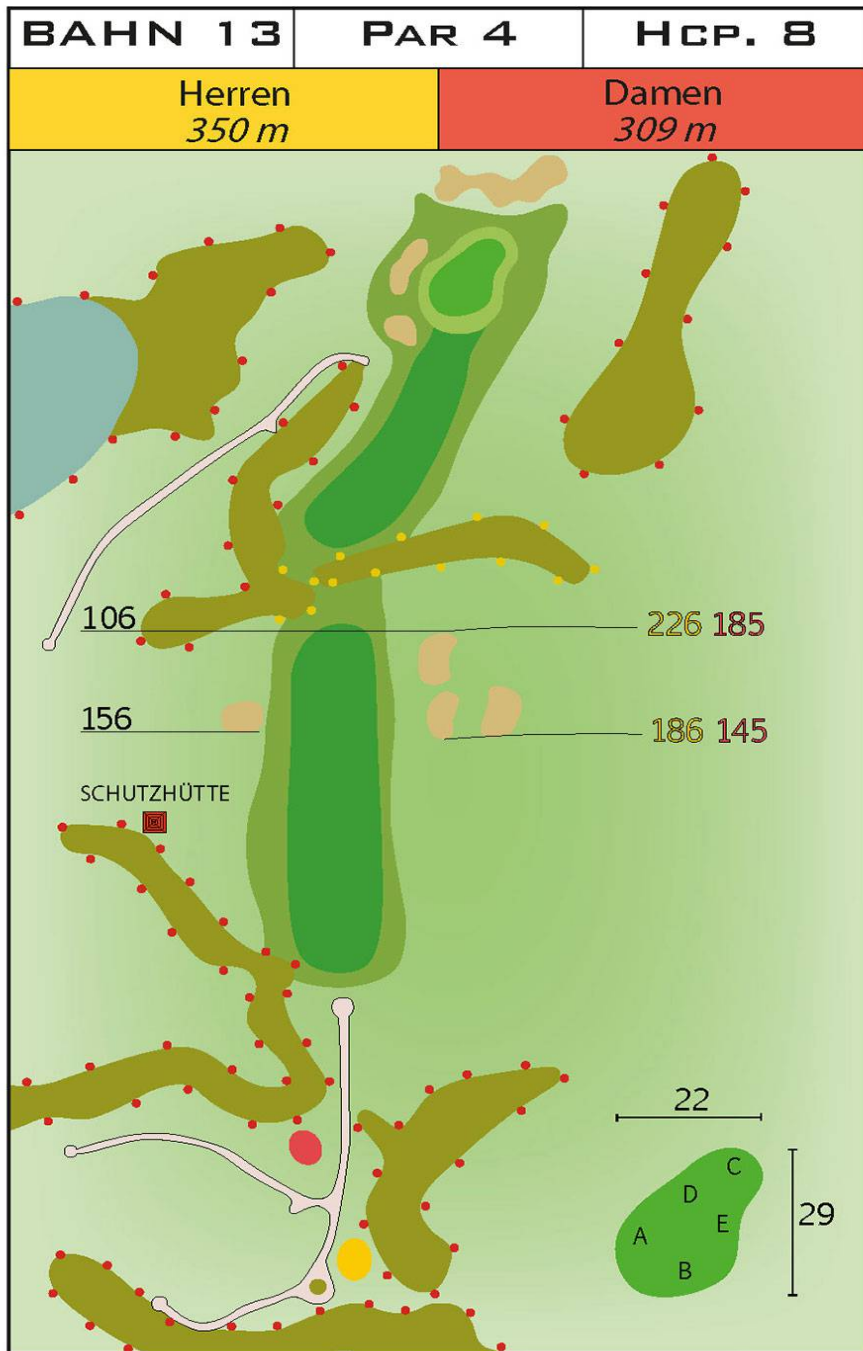 BAHN 13
PAR 4
HCP. 8
Herren
350 m
Damen
309 m
106
226 185
156
186 145
SCHUTZHÜTTE
22
C
D
E
A
B
29